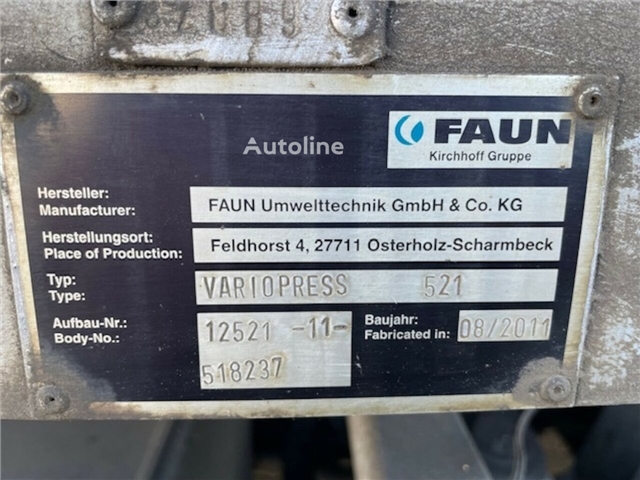 Autoline
FAUN
Kirchhoff Gruppe
Hersteller:
Manufacturer:
FAUN Umwelttechnik GmbH & Co. KG
Herstellungsort:
Place of Production:
Feldhorst 4, 27711 Osterholz-Scharmbeck
Typ:
Type:
VARIOPRESS 521
Aufbau-Nr.:
Body-No.:
12521 -11-
518237
Baujahr:
Fabricated in:
08/2011